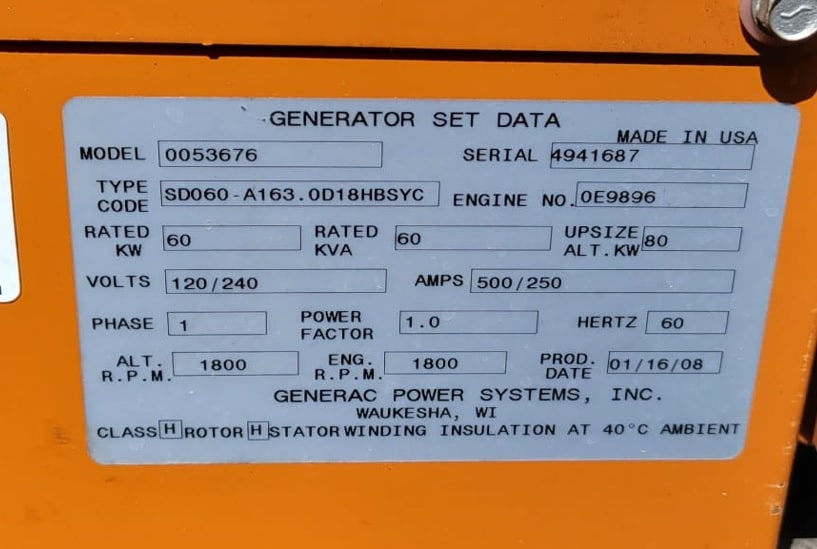 GENERATOR SET DATA
MADE IN USA
MODEL 0053676 SERIAL 4941687
TYPE CODE SD060-A163.0D18HBSYC ENGINE NO. 0E9896
RATED KW 60 RATED KVA 60 UPSIZE ALT.KW 80
VOLTS 120/240 AMPS 500/250
PHASE 1 POWER FACTOR 1.0 HERTZ 60
ALT. R.P.M. 1800 ENG. R.P.M. 1800 PROD. DATE 01/16/08
GENERAC POWER SYSTEMS, INC.
WAUKESHA, WI
CLASS H ROTOR H STATOR WINDING INSULATION AT 40°C AMBIENT